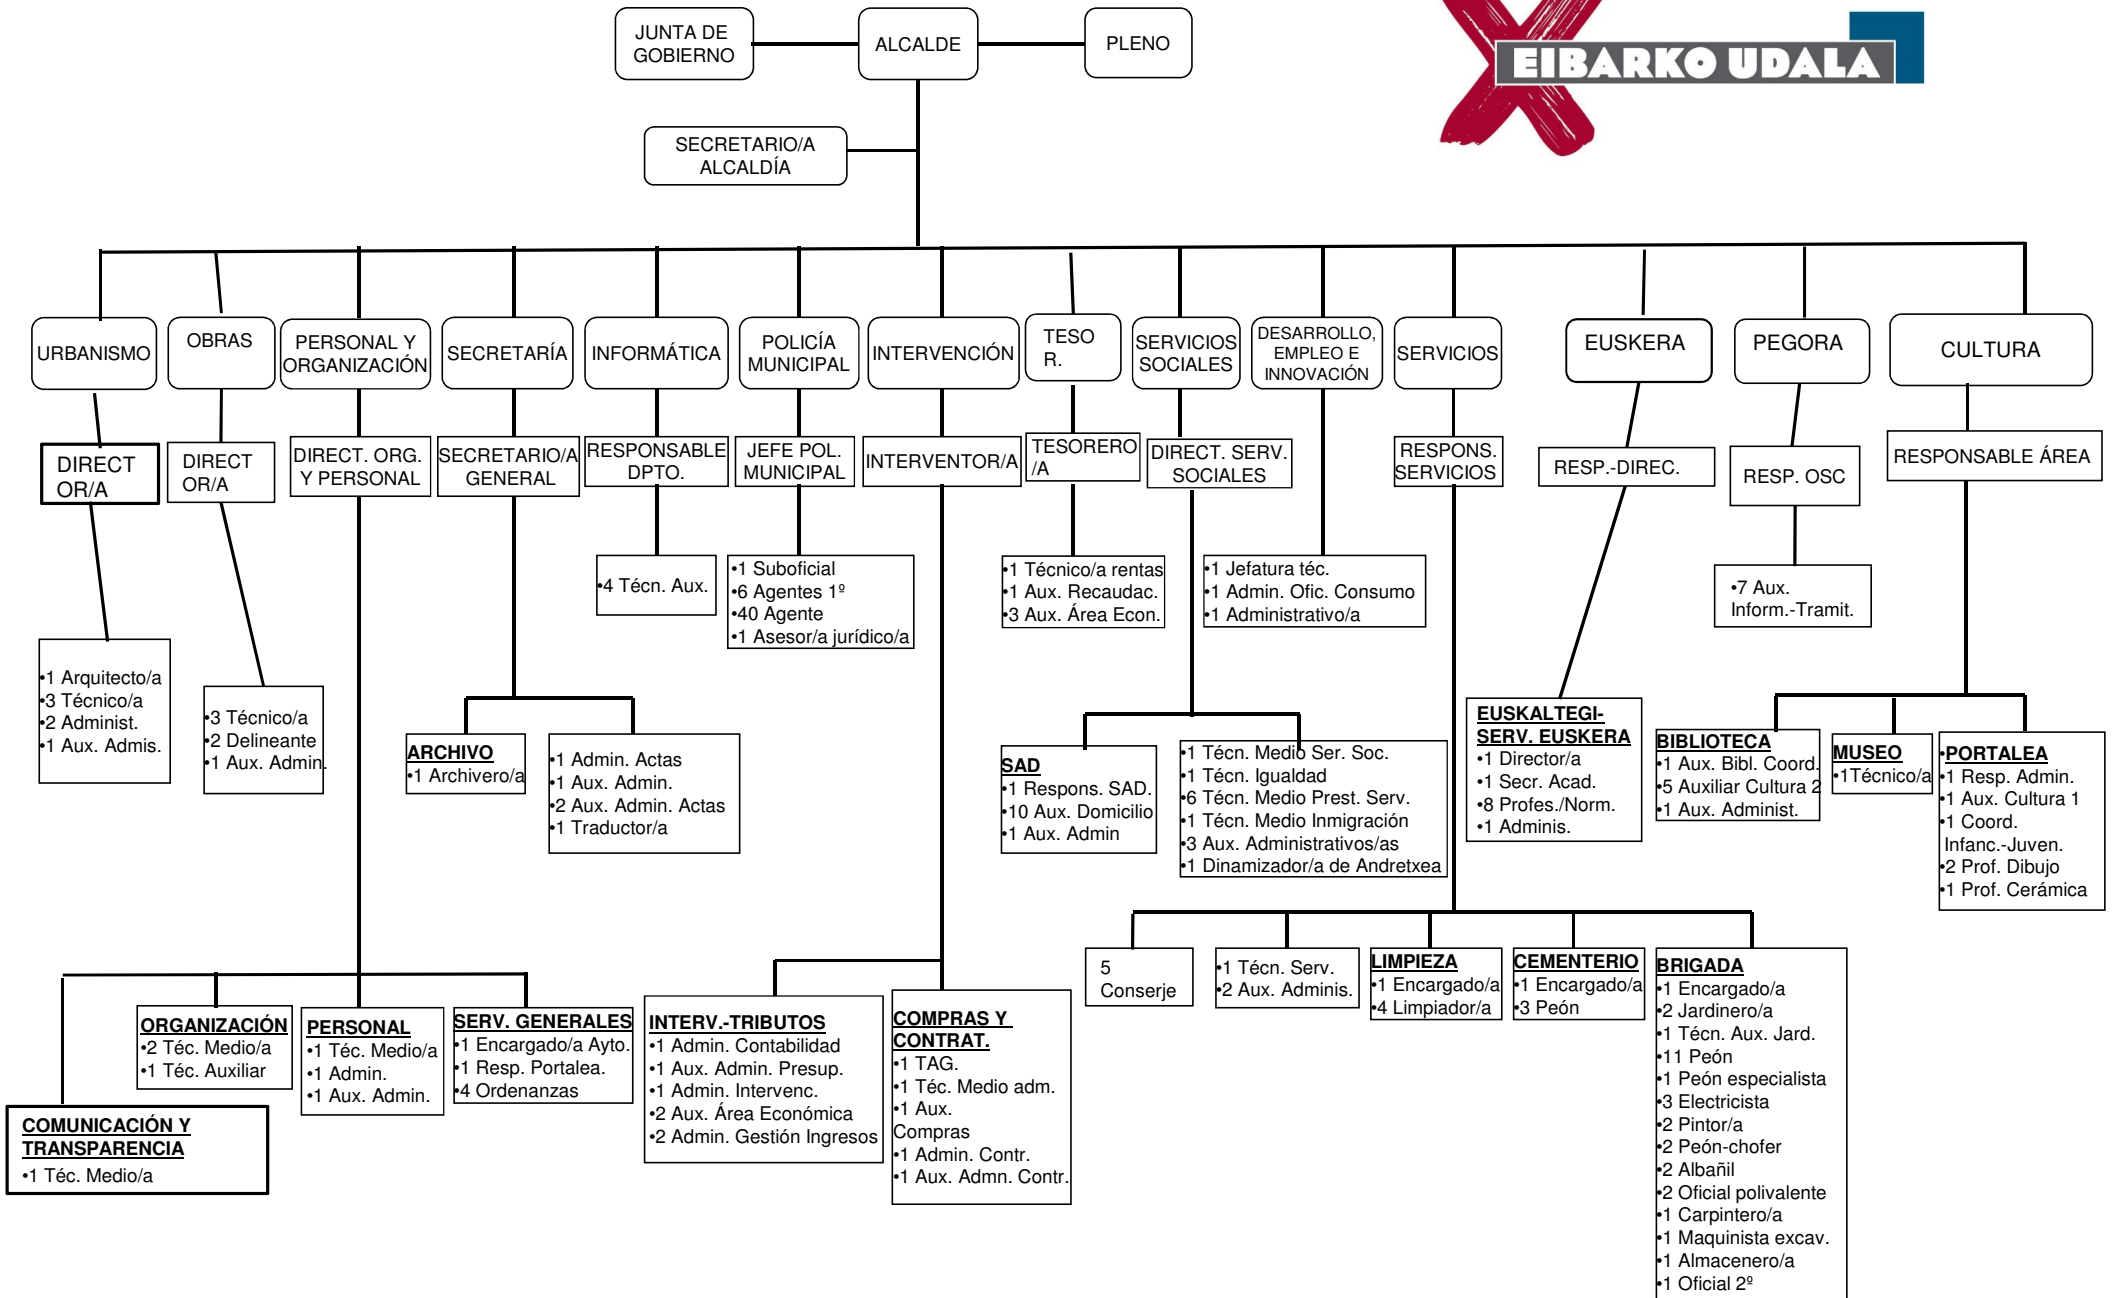 JUNTA DE
GOBIERNO
ALCALDE
PLENO
EIBARKO UDALA
SECRETARIO/A
ALCALDÍA
URBANISMO
OBRAS
PERSONAL Y
ORGANIZACIÓN
SECRETARÍA
INFORMÁTICA
POLICÍA
MUNICIPAL
INTERVENCIÓN
TESO
R.
SERVICIOS
SOCIALES
DESARROLLO,
EMPLEO E
INNOVACIÓN
SERVICIOS
EUSKERA
PEGORA
CULTURA
DIRECT
OR/A
DIRECT
OR/A
DIRECT. ORG.
Y PERSONAL
SECRETARIO/A
GENERAL
RESPONSABLE
DPTO.
JEFE POL.
MUNICIPAL
INTERVENTOR/A
TESORERO
/A
DIRECT. SERV.
SOCIALES
RESPONS.
SERVICIOS
RESP.-DIREC.
RESP. OSC
RESPONSABLE ÁREA
•4 Técn. Aux.
•1 Suboficial
•6 Agentes 1º
•40 Agente
•1 Asesor/a jurídico/a
•1 Técnico/a rentas
•1 Aux. Recaudac.
•3 Aux. Área Econ.
•1 Jefatura téc.
•1 Admin. Ofic. Consumo
•1 Administrativo/a
•7 Aux.
Inform.-Tramit.
•1 Arquitecto/a
•3 Técnico/a
•2 Administ.
•1 Aux. Admis.
•3 Técnico/a
•2 Delineante
•1 Aux. Admin.
ARCHIVO
•1 Archivero/a
•1 Admin. Actas
•1 Aux. Admin.
•2 Aux. Admin. Actas
•1 Traductor/a
SAD
•1 Respons. SAD.
•10 Aux. Domicilio
•1 Aux. Admin
•1 Técn. Medio Ser. Soc.
•1 Técn. Igualdad
•6 Técn. Medio Prest. Serv.
•1 Técn. Medio Inmigración
•3 Aux. Administrativos/as
•1 Dinamizador/a de Andretxea
EUSKALTEGI-
SERV. EUSKERA
•1 Director/a
•1 Secr. Acad.
•8 Profes./Norm.
•1 Adminis.
BIBLIOTECA
•1 Aux. Bibl. Coord.
•5 Auxiliar Cultura 2
•1 Aux. Administ.
MUSEO
•1Técnico/a
•PORTALEA
•1 Resp. Admin.
•1 Aux. Cultura 1
•1 Coord.
Infanc.-Juven.
•2 Prof. Dibujo
•1 Prof. Cerámica
5
Conserje
•1 Técn. Serv.
•2 Aux. Adminis.
LIMPIEZA
•1 Encargado/a
•4 Limpiador/a
CEMENTERIO
•1 Encargado/a
•3 Peón
BRIGADA
•1 Encargado/a
•2 Jardinero/a
•1 Técn. Aux. Jard.
•11 Peón
•1 Peón especialista
•3 Electricista
•2 Pintor/a
•2 Peón-chofer
•2 Albañil
•2 Oficial polivalente
•1 Carpintero/a
•1 Maquinista excav.
•1 Almacenero/a
•1 Oficial 2º
COMUNICACIÓN Y
TRANSPARENCIA
•1 Téc. Medio/a
ORGANIZACIÓN
•2 Téc. Medio/a
•1 Téc. Auxiliar
PERSONAL
•1 Téc. Medio/a
•1 Admin.
•1 Aux. Admin.
SERV. GENERALES
•1 Encargado/a Ayto.
•1 Resp. Portalea.
•4 Ordenanzas
INTERV.-TRIBUTOS
•1 Admin. Contabilidad
•1 Aux. Admin. Presup.
•1 Admin. Intervenc.
•2 Aux. Área Económica
•2 Admin. Gestión Ingresos
COMPRAS Y
CONTRAT.
•1 TAG.
•1 Téc. Medio adm.
•1 Aux.
Compras
•1 Admin. Contr.
•1 Aux. Admn. Contr.